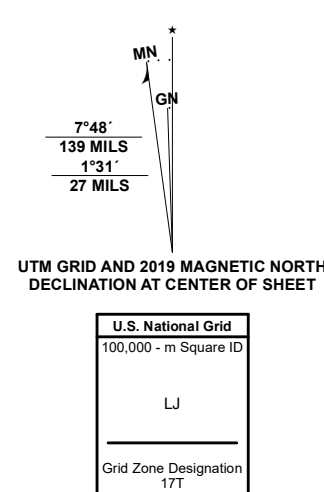 ★
MN
GN
7°48´
139 MILS
1°31´
27 MILS
UTM GRID AND 2019 MAGNETIC NORTH
DECLINATION AT CENTER OF SHEET
U.S. National Grid
100,000 - m Square ID
LJ
Grid Zone Designation
17T